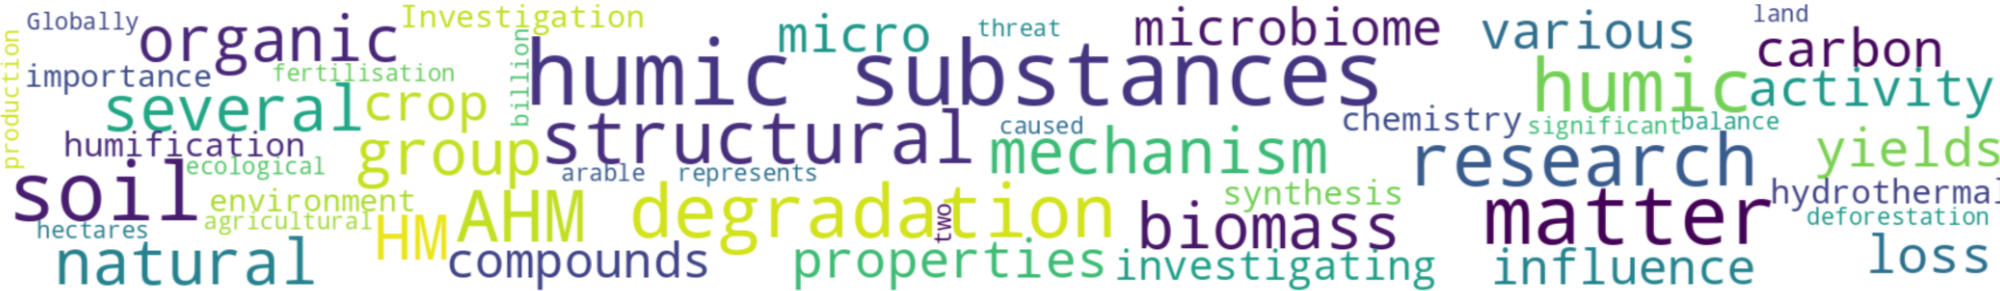 Globally
organic
Investigation
micro
threat
microbiome
various
land
carbon
production
importance
fertilisation
billion
humic substances
humic
activity
several
crop
structural
caused
chemistry
significant
balance
humification
group
mechanism
research
yields
ecological
arable
represents
soil
environment
agricultural
HM
AHM
degradation
two
synthesis
biomass
matter
hydrothermal
deforestation
hectares
natural
compounds
properties
investigating
influence
loss